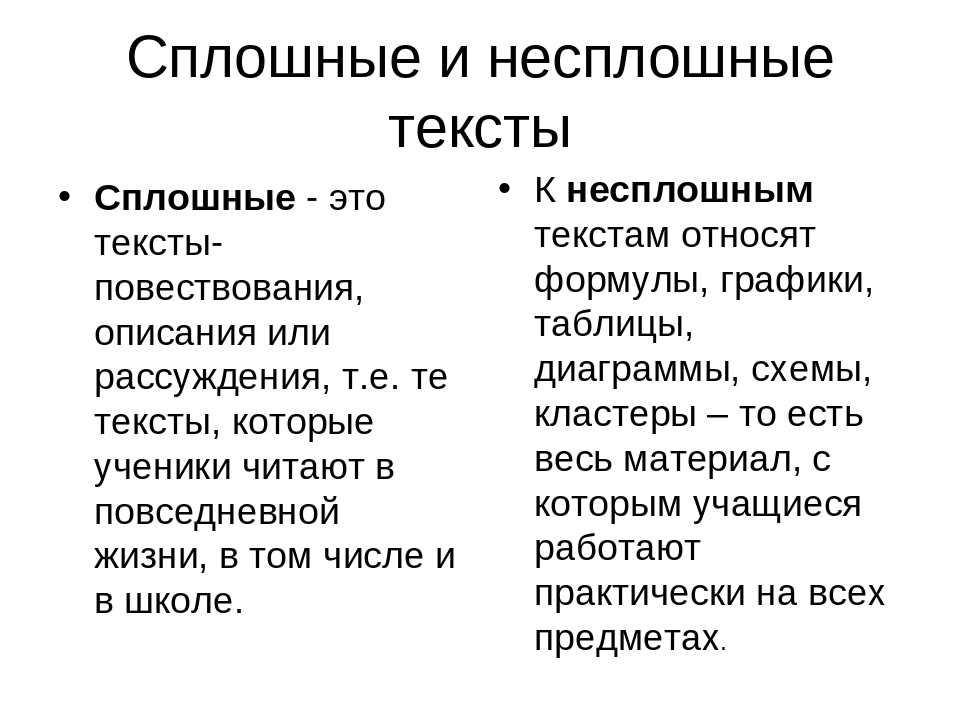 Сплошные и несплошные
тексты
• Сплошные - это
тексты-
повествования,
описания или
рассуждения, т.е. те
тексты, которые
ученики читают в
повседневной
жизни, в том числе и
в школе.
• К несплошным
текстам относят
формулы, графики,
таблицы,
диаграммы, схемы,
кластеры – то есть
весь материал, с
которым учащиеся
работают
практически на всех
предметах.